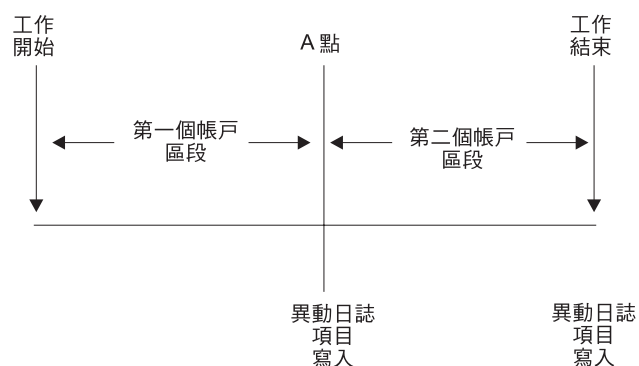 工作
開始
A 點
工作
結束
第一個帳戶
區段
第二個帳戶
區段
異動日誌
項目
寫入
異動日誌
項目
寫入